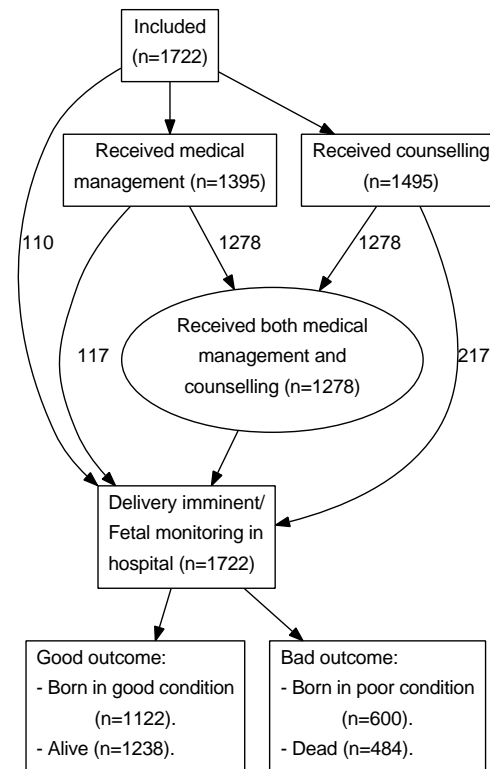 Included
(n=1722)
Received medical
management (n=1395)
Received counselling
(n=1495)
110
1278
1278
Received both medical
management and
counselling (n=1278)
117
217
Delivery imminent/
Fetal monitoring in
hospital (n=1722)
Good outcome:
- Born in good condition
(n=1122).
- Alive (n=1238).
Bad outcome:
- Born in poor condition
(n=600).
- Dead (n=484).